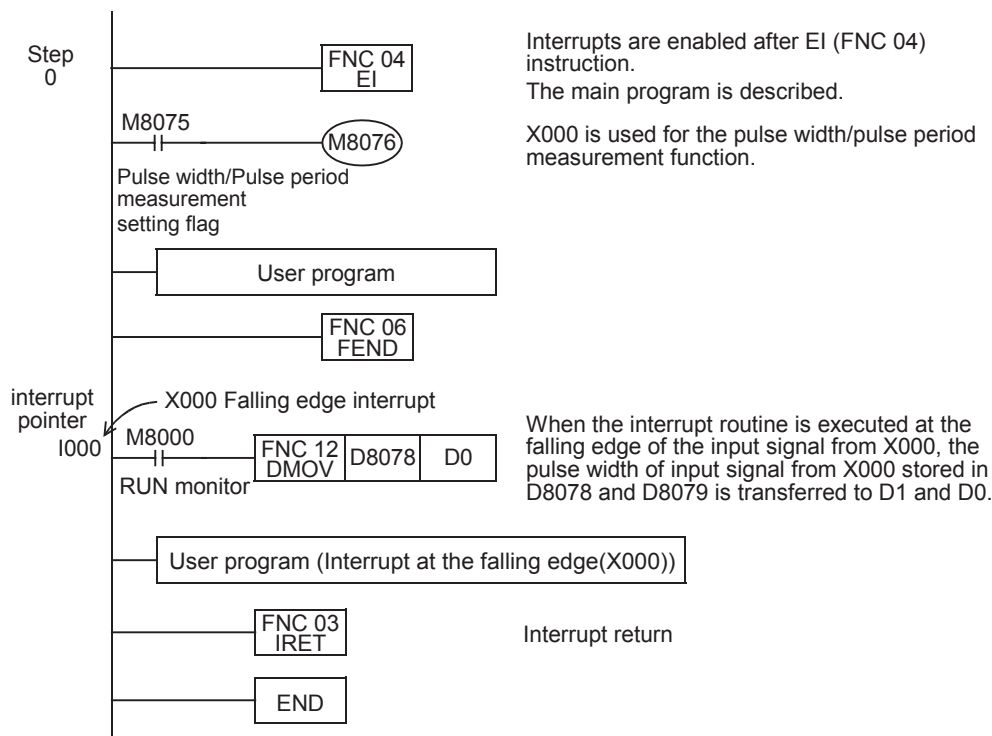 Step
0
FNC 04
EI
Interrupts are enabled after EI (FNC 04)
instruction.
The main program is described.
M8075
M8076
X000 is used for the pulse width/pulse period
measurement function.
Pulse width/Pulse period
measurement
setting flag
User program
FNC 06
FEND
interrupt
pointer
I000
X000 Falling edge interrupt
M8000
RUN monitor
FNC 12
DMOV
D8078
D0
When the interrupt routine is executed at the
falling edge of the input signal from X000, the
pulse width of input signal from X000 stored in
D8078 and D8079 is transferred to D1 and D0.
User program (Interrupt at the falling edge(X000))
FNC 03
IRET
Interrupt return
END